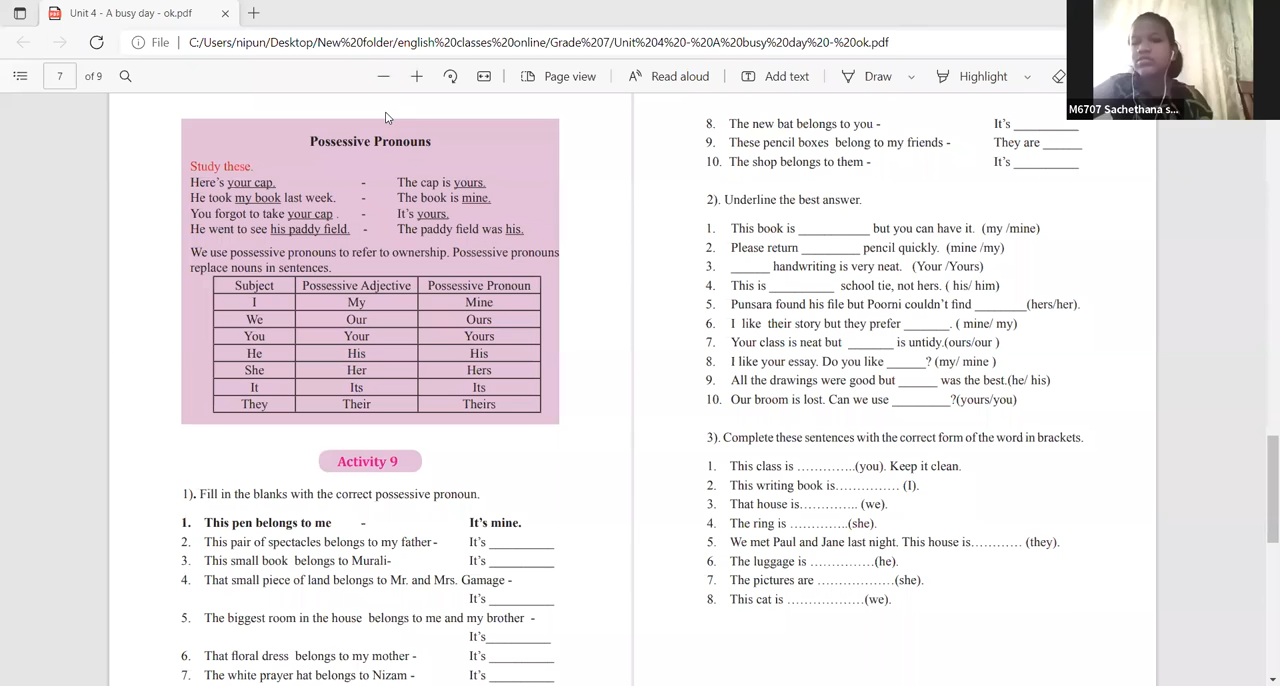 Unit 4 - A busy day - ok.pdf
File C:/Users/nipun/Desktop/New%20folder/english%20classes%20online/Grade%207/Unit%204%20-%20A%20busy%20day%20-%20ok.pdf
7 of 9 Page view Read aloud Add text Draw Highlight
M6707 Sachethana s...
Possessive Pronouns
Study these.
Here's your cap. - The cap is yours.
He took my book last week. - The book is mine.
You forgot to take your cap . - It's yours.
He went to see his paddy field. - The paddy field was his.
We use possessive pronouns to refer to ownership. Possessive pronouns
replace nouns in sentences.
Subject Possessive Adjective Possessive Pronoun
I My Mine
We Our Ours
You Your Yours
He His His
She Her Hers
It Its Its
They Their Theirs
Activity 9
1). Fill in the blanks with the correct possessive pronoun.
1. This pen belongs to me - It's mine.
2. This pair of spectacles belongs to my father - It's __________
3. This small book belongs to Murali- It's __________
4. That small piece of land belongs to Mr. and Mrs. Gamage -
It's __________
5. The biggest room in the house belongs to me and my brother -
It's__________
6. That floral dress belongs to my mother - It's __________
7. The white prayer hat belongs to Nizam - It's __________
8. The new bat belongs to you - It's __________
9. These pencil boxes belong to my friends - They are ______
10. The shop belongs to them - It's __________
2). Underline the best answer.
1. This book is ___________ but you can have it. (my /mine)
2. Please return _________ pencil quickly. (mine /my)
3. ______ handwriting is very neat. (Your /Yours)
4. This is __________ school tie, not hers. ( his/ him)
5. Punsara found his file but Poorni couldn't find ________(hers/her).
6. I like their story but they prefer _______. ( mine/ my)
7. Your class is neat but _______ is untidy.(ours/our )
8. I like your essay. Do you like ______? (my/ mine )
9. All the drawings were good but ______ was the best.(he/ his)
10. Our broom is lost. Can we use _________?(yours/you)
3). Complete these sentences with the correct form of the word in brackets.
1. This class is …………..(you). Keep it clean.
2. This writing book is…………… (I).
3. That house is………….. (we).
4. The ring is …………..(she).
5. We met Paul and Jane last night. This house is………… (they).
6. The luggage is ……………(he).
7. The pictures are ………………(she).
8. This cat is ………………(we).